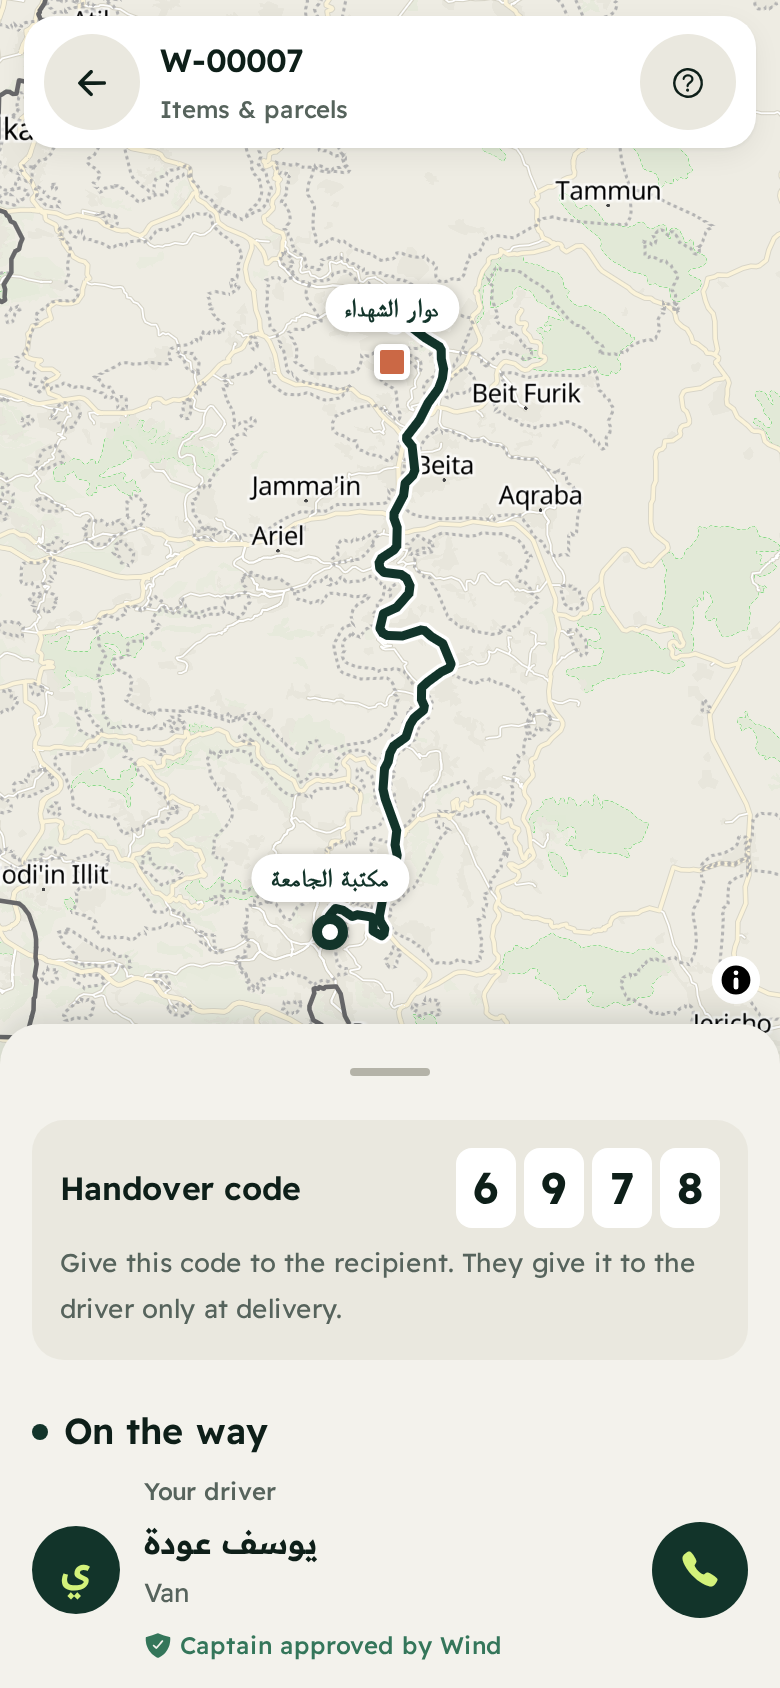 W-00007
Items & parcels
Tammun
دوار الشهداء
Beit Furik
Beita
Jamma'in
Aqraba
Ariel
مكتبة الجامعة
odi'in Illit
Jericho
Handover code
6 9 7 8
Give this code to the recipient. They give it to the
driver only at delivery.
On the way
Your driver
يوسف عودة
ي
Van
Captain approved by Wind